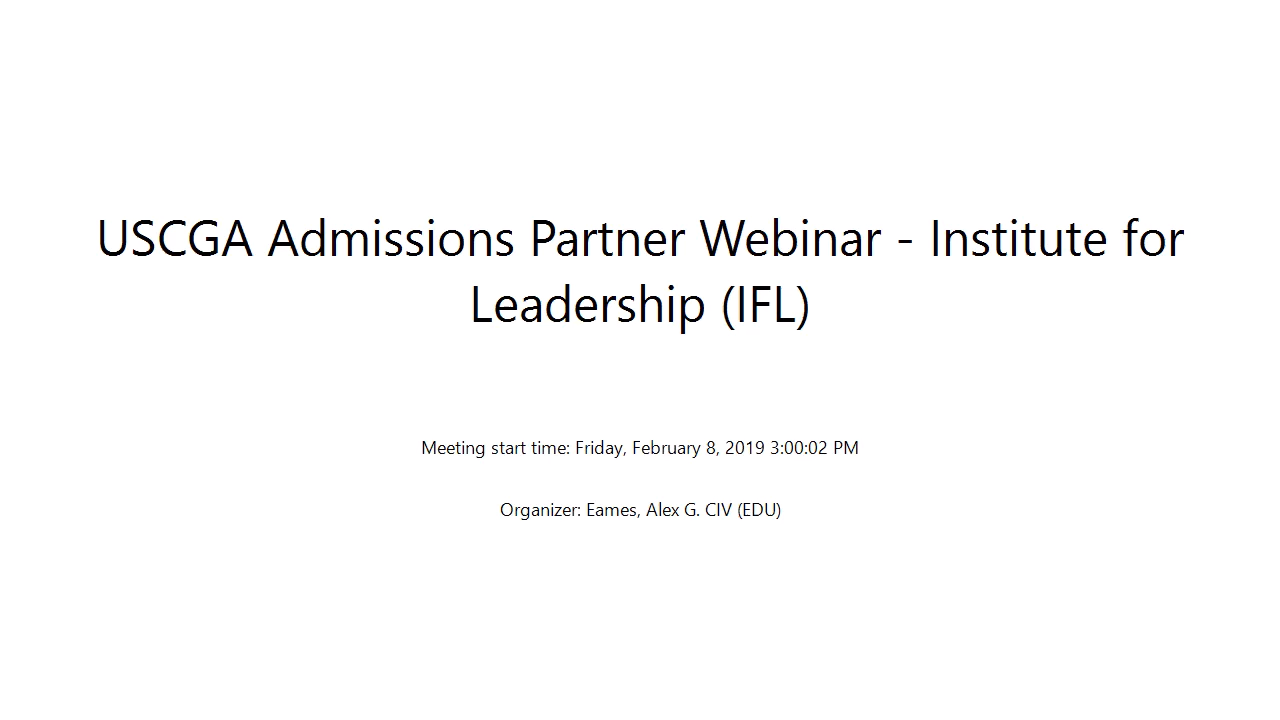 USCGA Admissions Partner Webinar - Institute for
Leadership (IFL)
Meeting start time: Friday, February 8, 2019 3:00:02 PM
Organizer: Eames, Alex G. CIV (EDU)